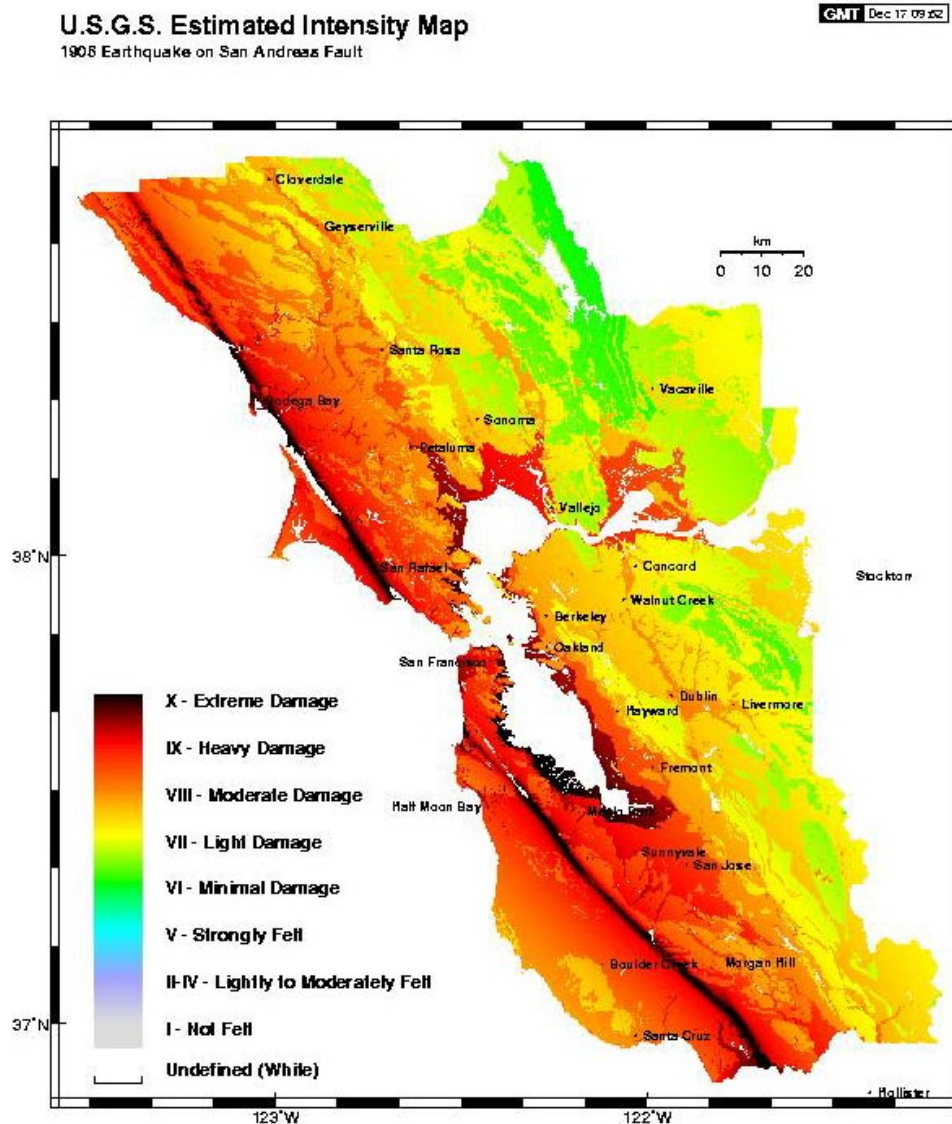 U.S.G.S. Estimated Intensity Map
GMT Dec 17 09:52
1906 Earthquake on San Andreas Fault
Cloverdale
Geyserville
km
0 10 20
Santa Rosa
Vacaville
Bodega Bay
Sonoma
Petaluma
Vallejo
38°N
San Rafael
Concord
Stockton
Walnut Creek
Berkeley
Oakland
San Francisco
Dublin
Livermore
Hayward
X - Extreme Damage
IX - Heavy Damage
Fremont
VIII - Moderate Damage
Half Moon Bay
Menlo Park
VII - Light Damage
Sunnyvale
San Jose
VI - Minimal Damage
V - Strongly Felt
Boulder Creek
Morgan Hill
II-IV - Lightly to Moderately Felt
37°N
I - Not Felt
Santa Cruz
Undefined (White)
Hollister
123°W
122°W